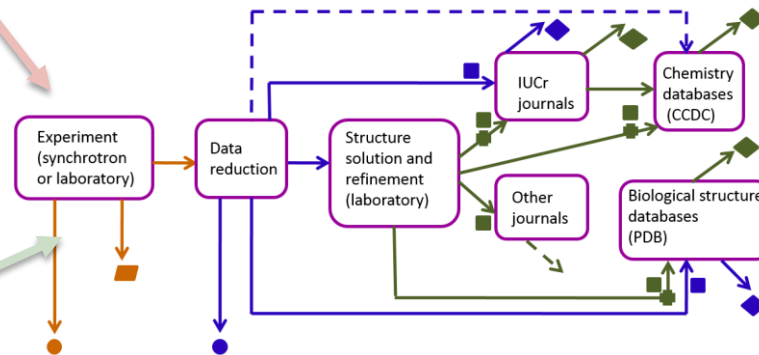 IUCr
journals
Chemistry
databases
(CCDC)
Experiment
(synchrotron
or laboratory)
Data
reduction
Structure
solution and
refinement
(laboratory)
Other
journals
Biological structure
databases
(PDB)